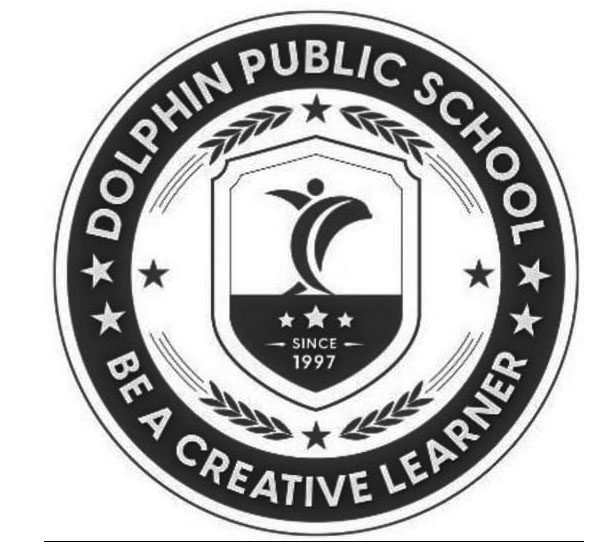 DOLPHIN PUBLIC SCHOOL
SINCE
1997
BE A CREATIVE LEARNER